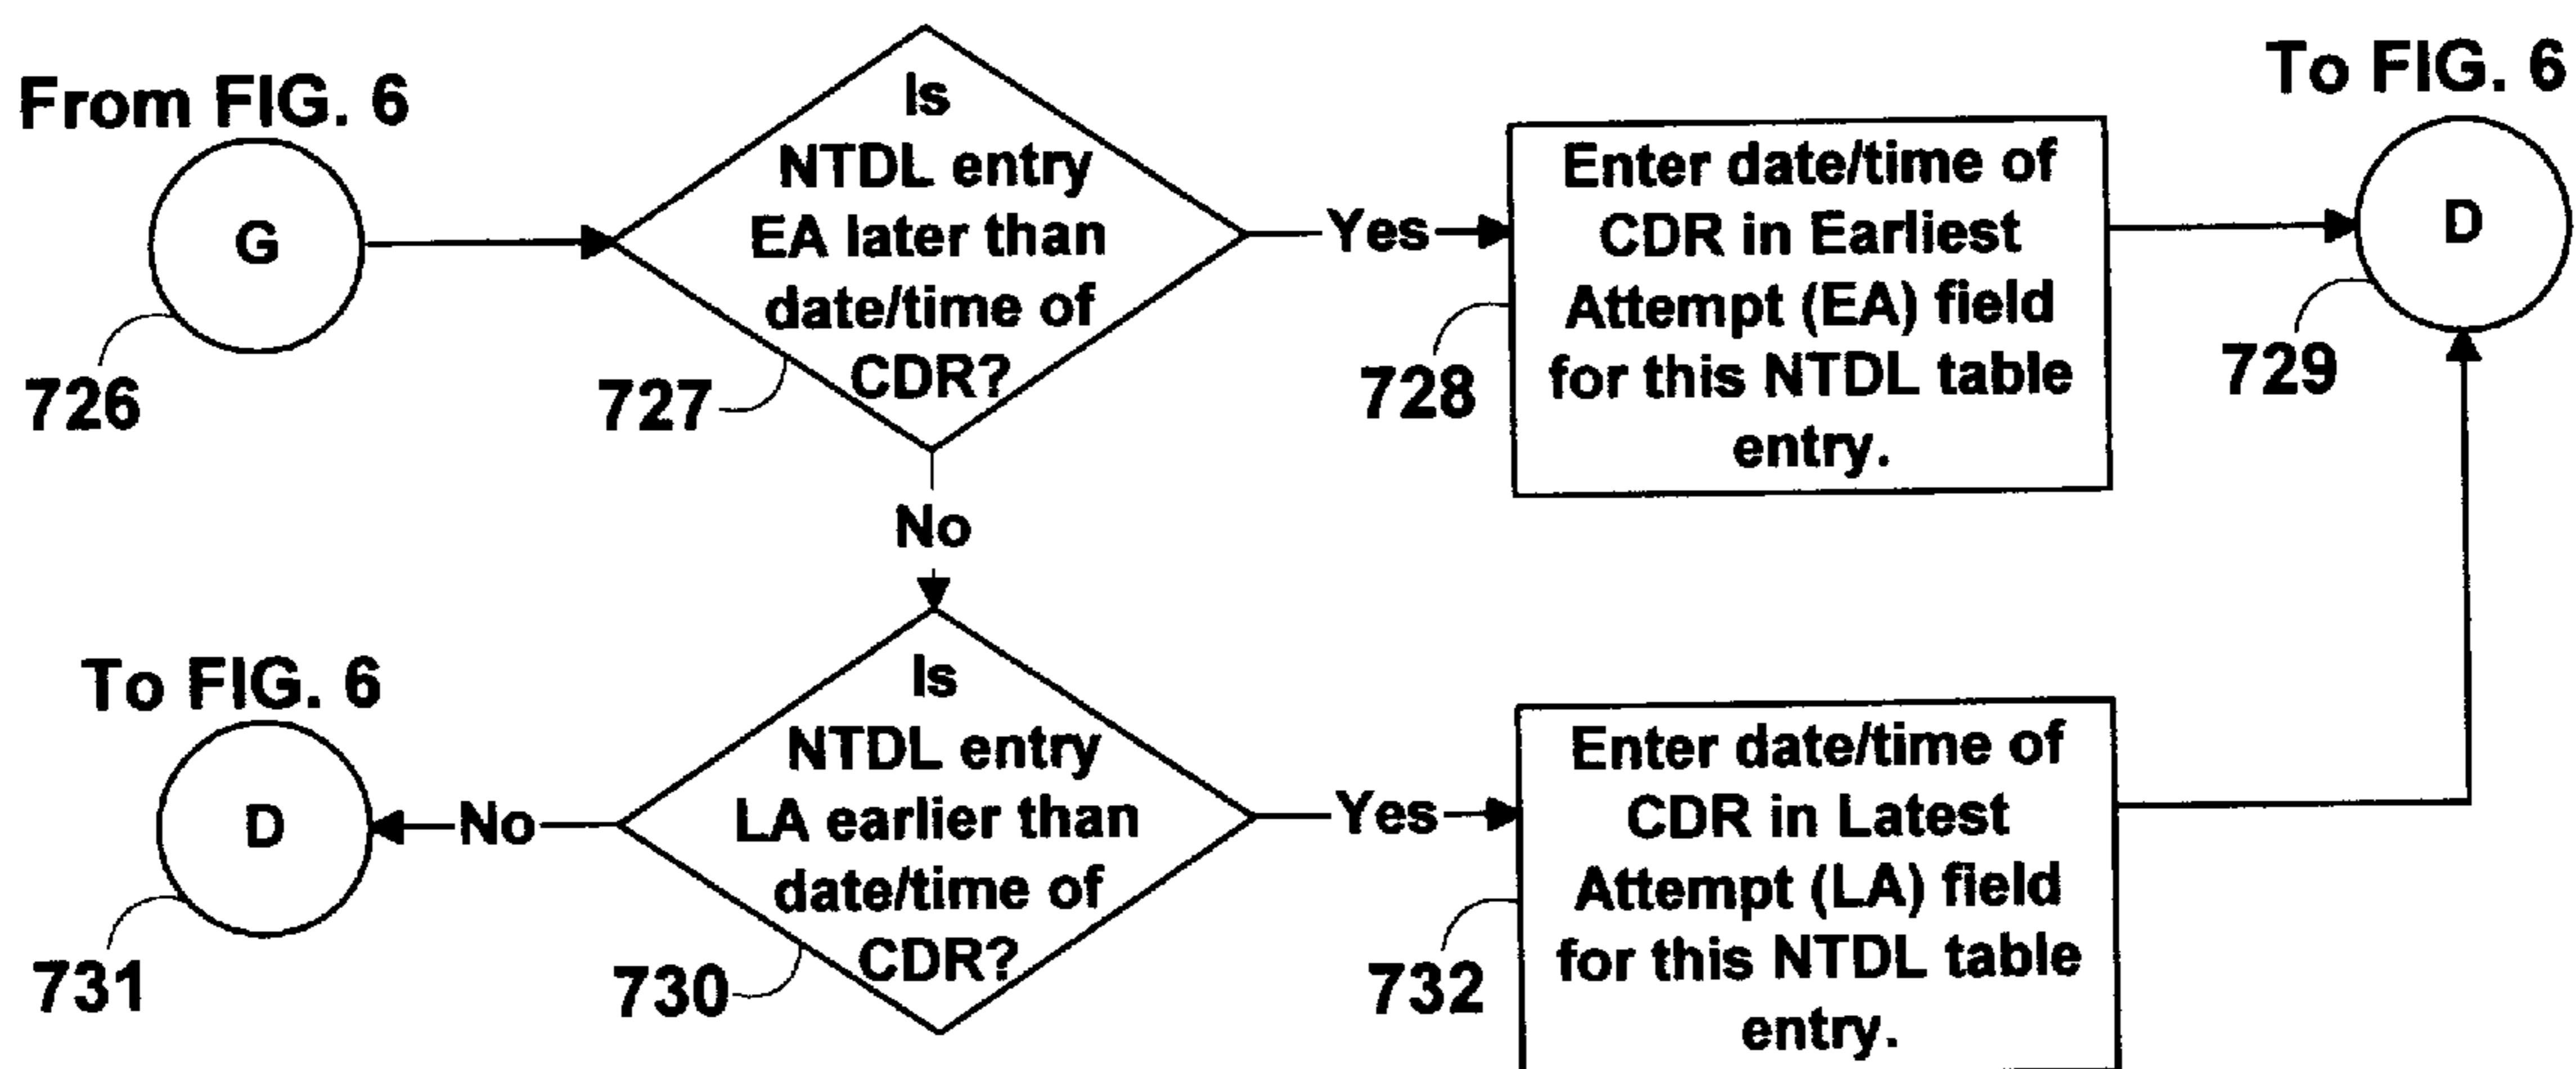 From FIG. 6
G
726
Is
NTDL entry
EA later than
date/time of
CDR?
727
Yes
Enter date/time of
CDR in Earliest
Attempt (EA) field
for this NTDL table
entry.
728
To FIG. 6
D
729
No
Is
NTDL entry
LA earlier than
date/time of
CDR?
730
No
To FIG. 6
D
731
Yes
Enter date/time of
CDR in Latest
Attempt (LA) field
for this NTDL table
entry.
732